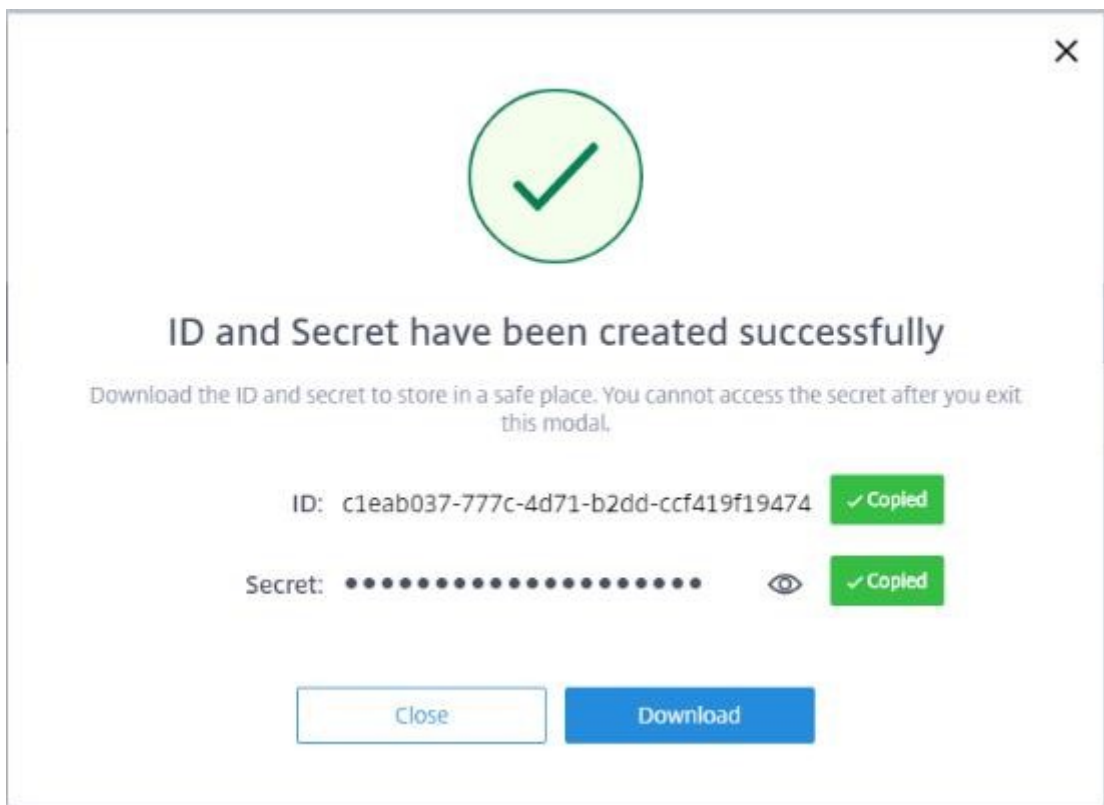 ID and Secret have been created successfully
Download the ID and secret to store in a safe place. You cannot access the secret after you exit
this modal.
ID: c1eab037-777c-4d71-b2dd-ccf419f19474 Copied
Secret: •••••••••••••••••••• Copied
Close Download